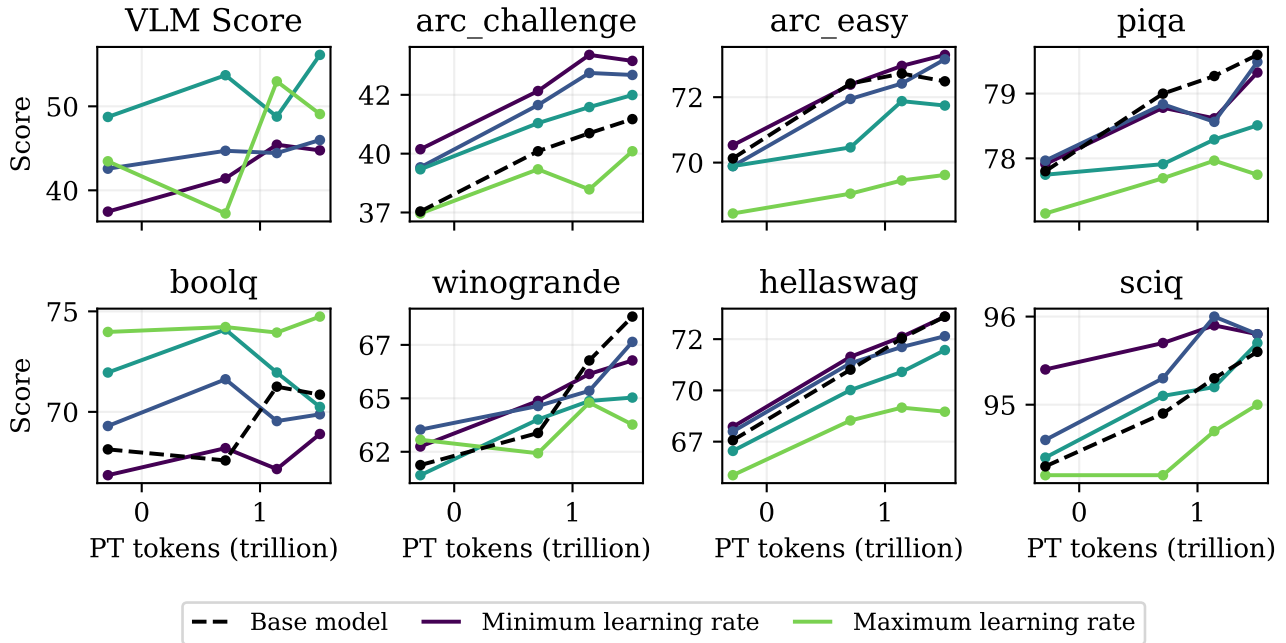 VLM Score
arc_challenge
arc_easy
piqa
Score
50
40
42
40
37
72
70
79
78
boolq
winogrande
hellaswag
sciq
Score
75
70
67
65
62
72
70
67
96
95
0 1
0 1
0 1
0 1
PT tokens (trillion)
PT tokens (trillion)
PT tokens (trillion)
PT tokens (trillion)
Base model
Minimum learning rate
Maximum learning rate